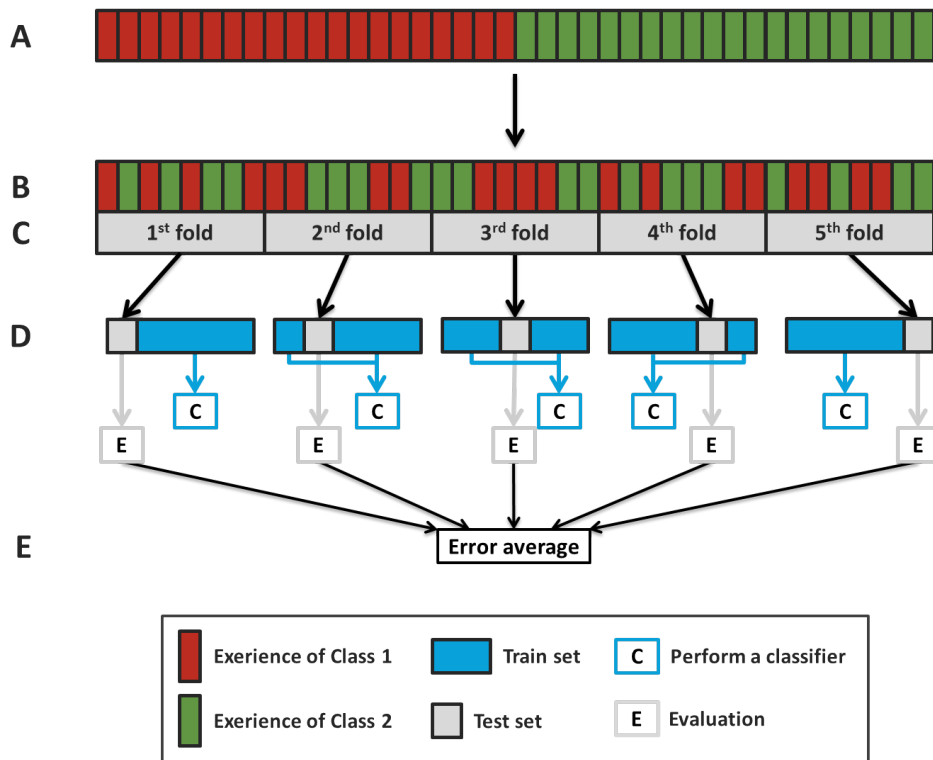 A
B
C
1st fold 2nd fold 3rd fold 4th fold 5th fold
D
C C C C C
E E E E E
E
Error average
Exerience of Class 1 Train set C Perform a classifier
Exerience of Class 2 Test set E Evaluation